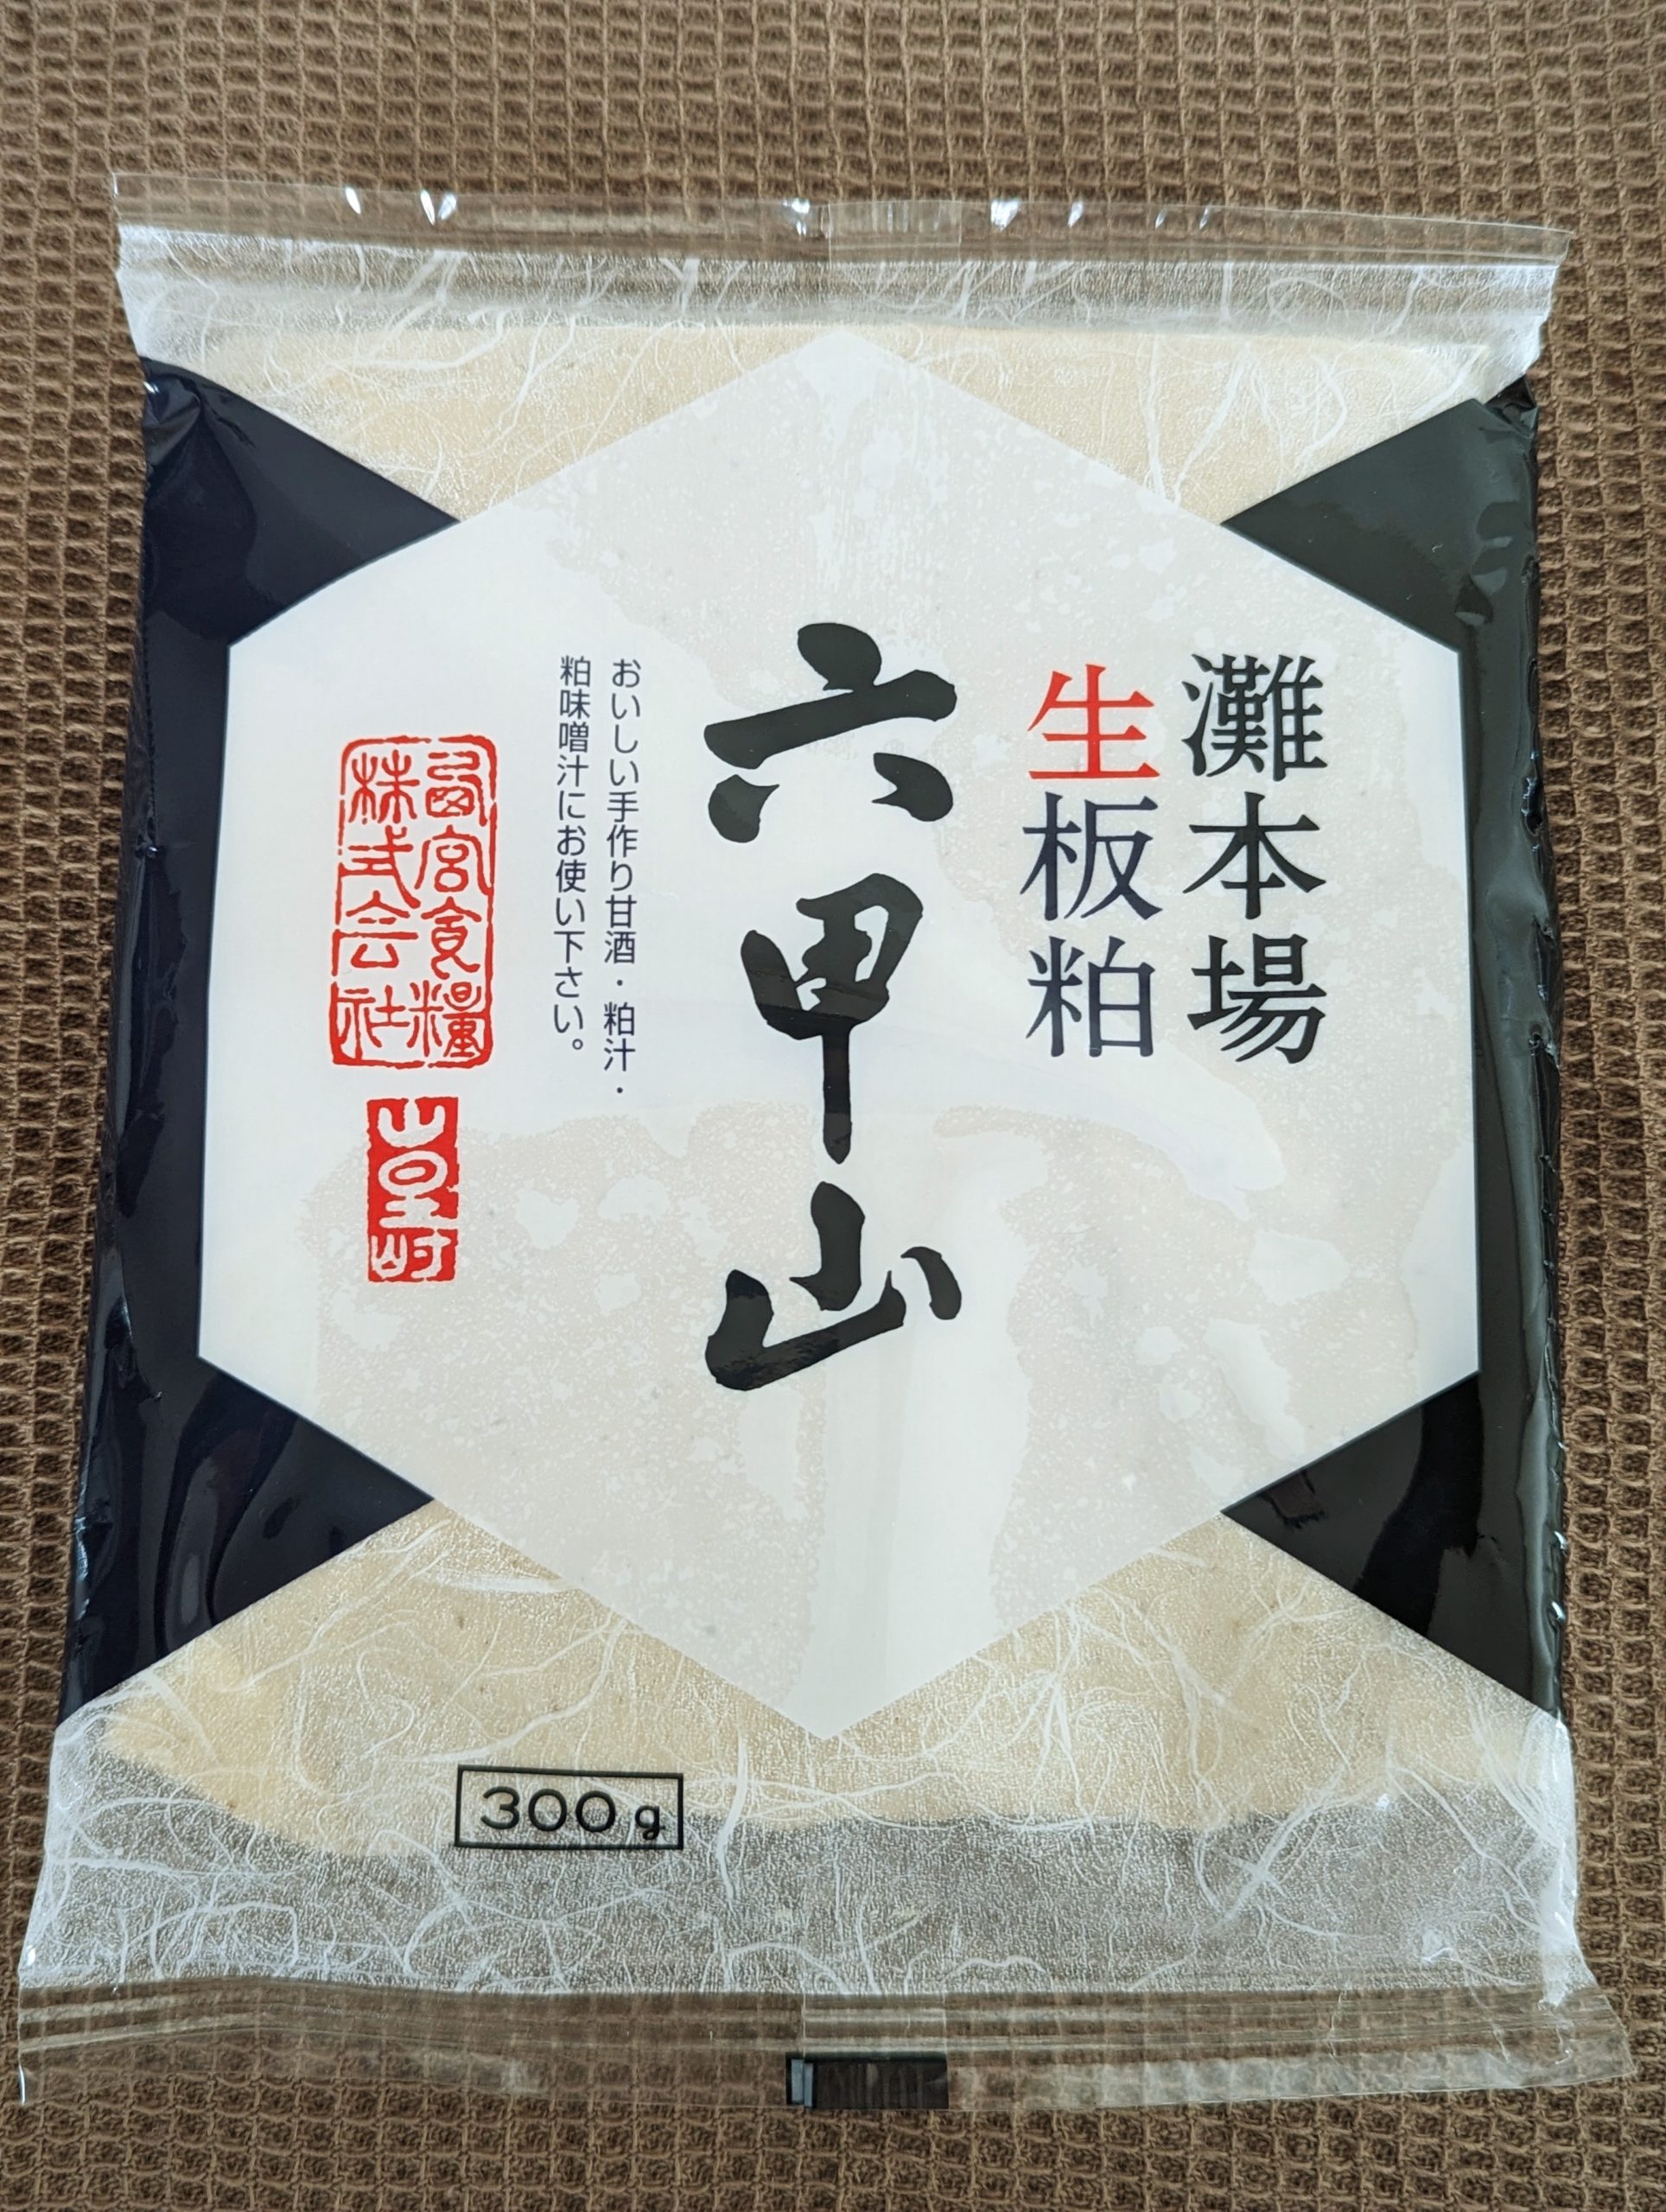 灘本場
生板粕
六甲山
おいしい手作り甘酒・粕汁・
粕味噌汁にお使い下さい。
西宮食糧
株式会社
300g